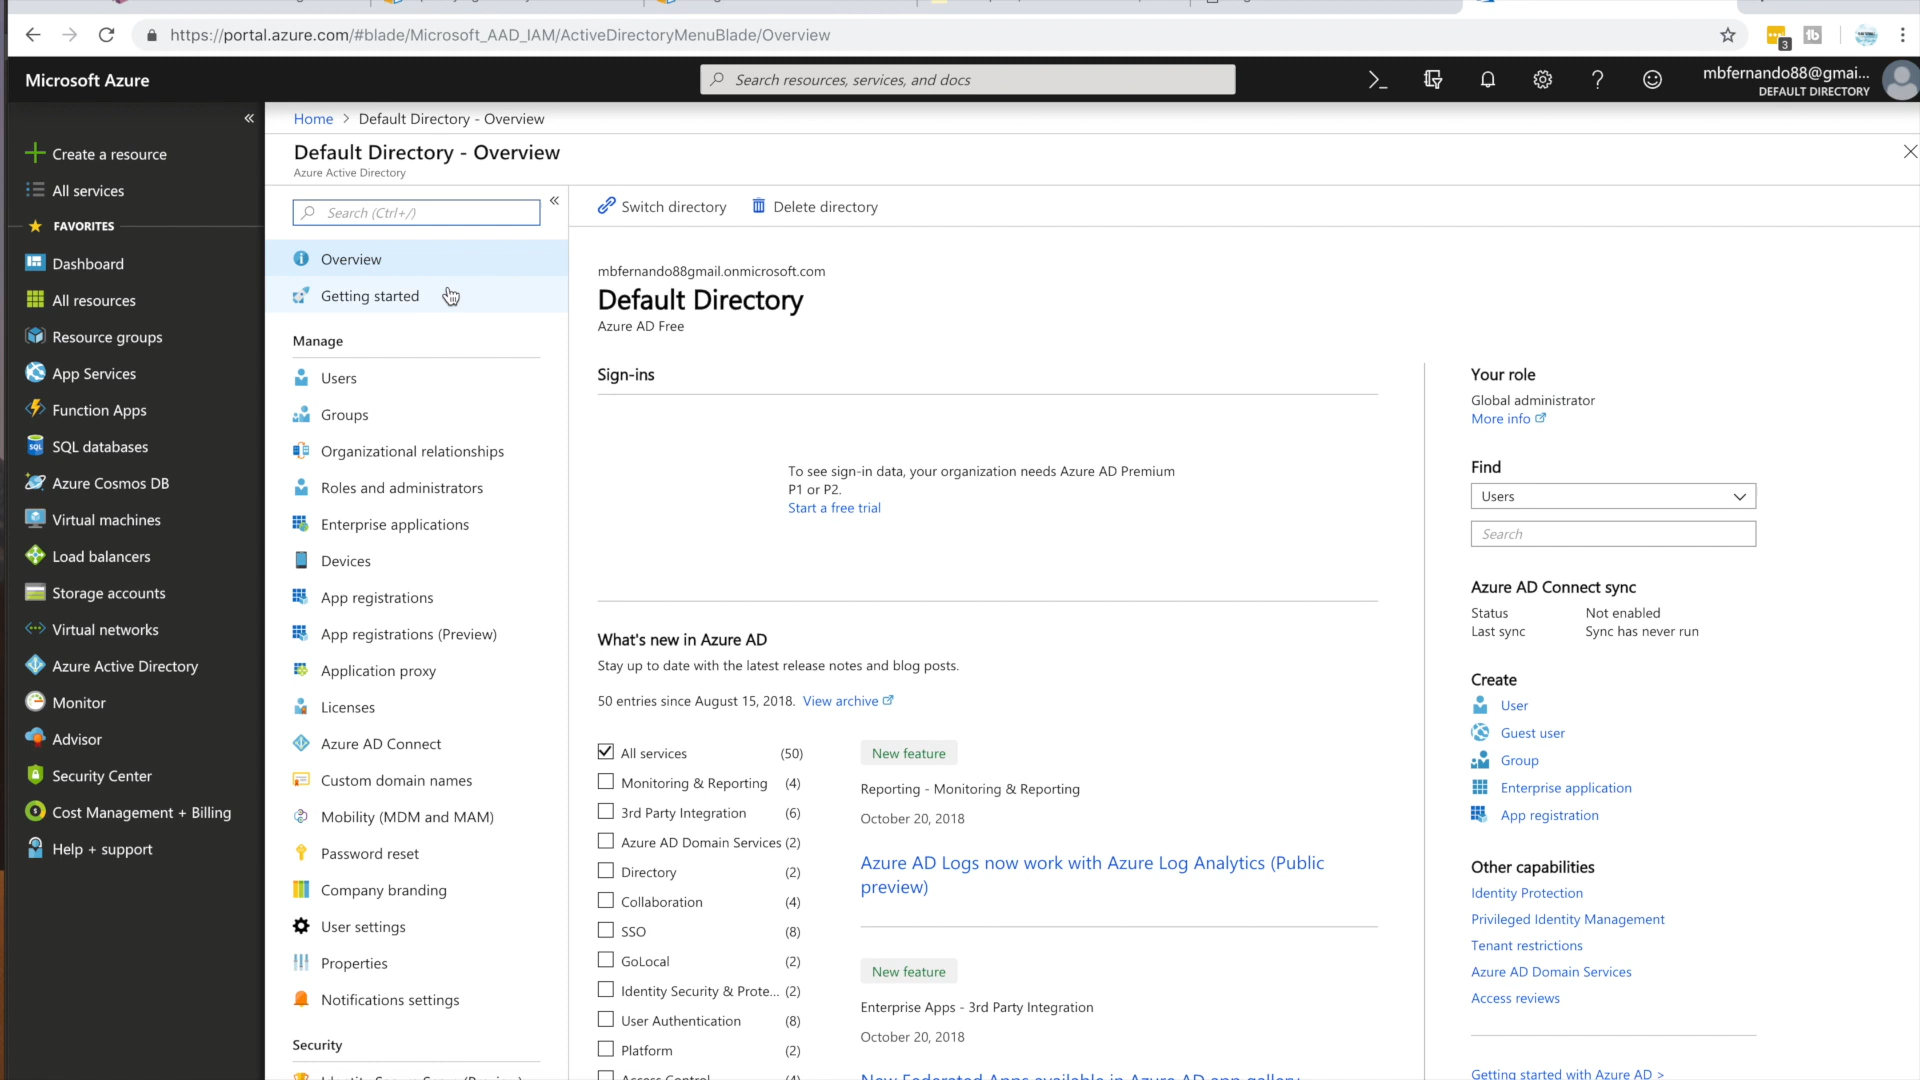 https://portal.azure.com/#blade/Microsoft_AAD_IAM/ActiveDirectoryMenuBlade/Overview
3
Microsoft Azure
Search resources, services, and docs
mbfernando88@gmai...
DEFAULT DIRECTORY
Home > Default Directory - Overview
Default Directory - Overview
Azure Active Directory
Create a resource
All services
FAVORITES
Dashboard
All resources
Resource groups
App Services
Function Apps
SQL databases
Azure Cosmos DB
Virtual machines
Load balancers
Storage accounts
Virtual networks
Azure Active Directory
Monitor
Advisor
Security Center
Cost Management + Billing
Help + support
Search (Ctrl+/)
Overview
Getting started
Manage
Users
Groups
Organizational relationships
Roles and administrators
Enterprise applications
Devices
App registrations
App registrations (Preview)
Application proxy
Licenses
Azure AD Connect
Custom domain names
Mobility (MDM and MAM)
Password reset
Company branding
User settings
Properties
Notifications settings
Security
Switch directory
Delete directory
mbfernando88gmail.onmicrosoft.com
Default Directory
Azure AD Free
Sign-ins
To see sign-in data, your organization needs Azure AD Premium
P1 or P2.
Start a free trial
What's new in Azure AD
Stay up to date with the latest release notes and blog posts.
50 entries since August 15, 2018. View archive
All services (50)
Monitoring & Reporting (4)
3rd Party Integration (6)
Azure AD Domain Services (2)
Directory (2)
Collaboration (4)
SSO (8)
GoLocal (2)
Identity Security & Prote... (2)
User Authentication (8)
Platform (2)
Access Control (4)
New feature
Reporting - Monitoring & Reporting
October 20, 2018
Azure AD Logs now work with Azure Log Analytics (Public
preview)
New feature
Enterprise Apps - 3rd Party Integration
October 20, 2018
New Federated Apps available in Azure AD app gallery
Your role
Global administrator
More info
Find
Users
Search
Azure AD Connect sync
Status Not enabled
Last sync Sync has never run
Create
User
Guest user
Group
Enterprise application
App registration
Other capabilities
Identity Protection
Privileged Identity Management
Tenant restrictions
Azure AD Domain Services
Access reviews
Getting started with Azure AD >